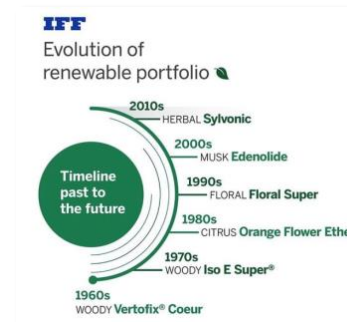 IFF
Evolution of
renewable portfolio
2010s
HERBAL Sylvonic
2000s
MUSK Edenolide
1990s
FLORAL Floral Super
1980s
CITRUS Orange Flower Ethe
1970s
WOODY Iso E Super®
1960s
WOODY Vertofix® Coeur
Timeline
past to
the future